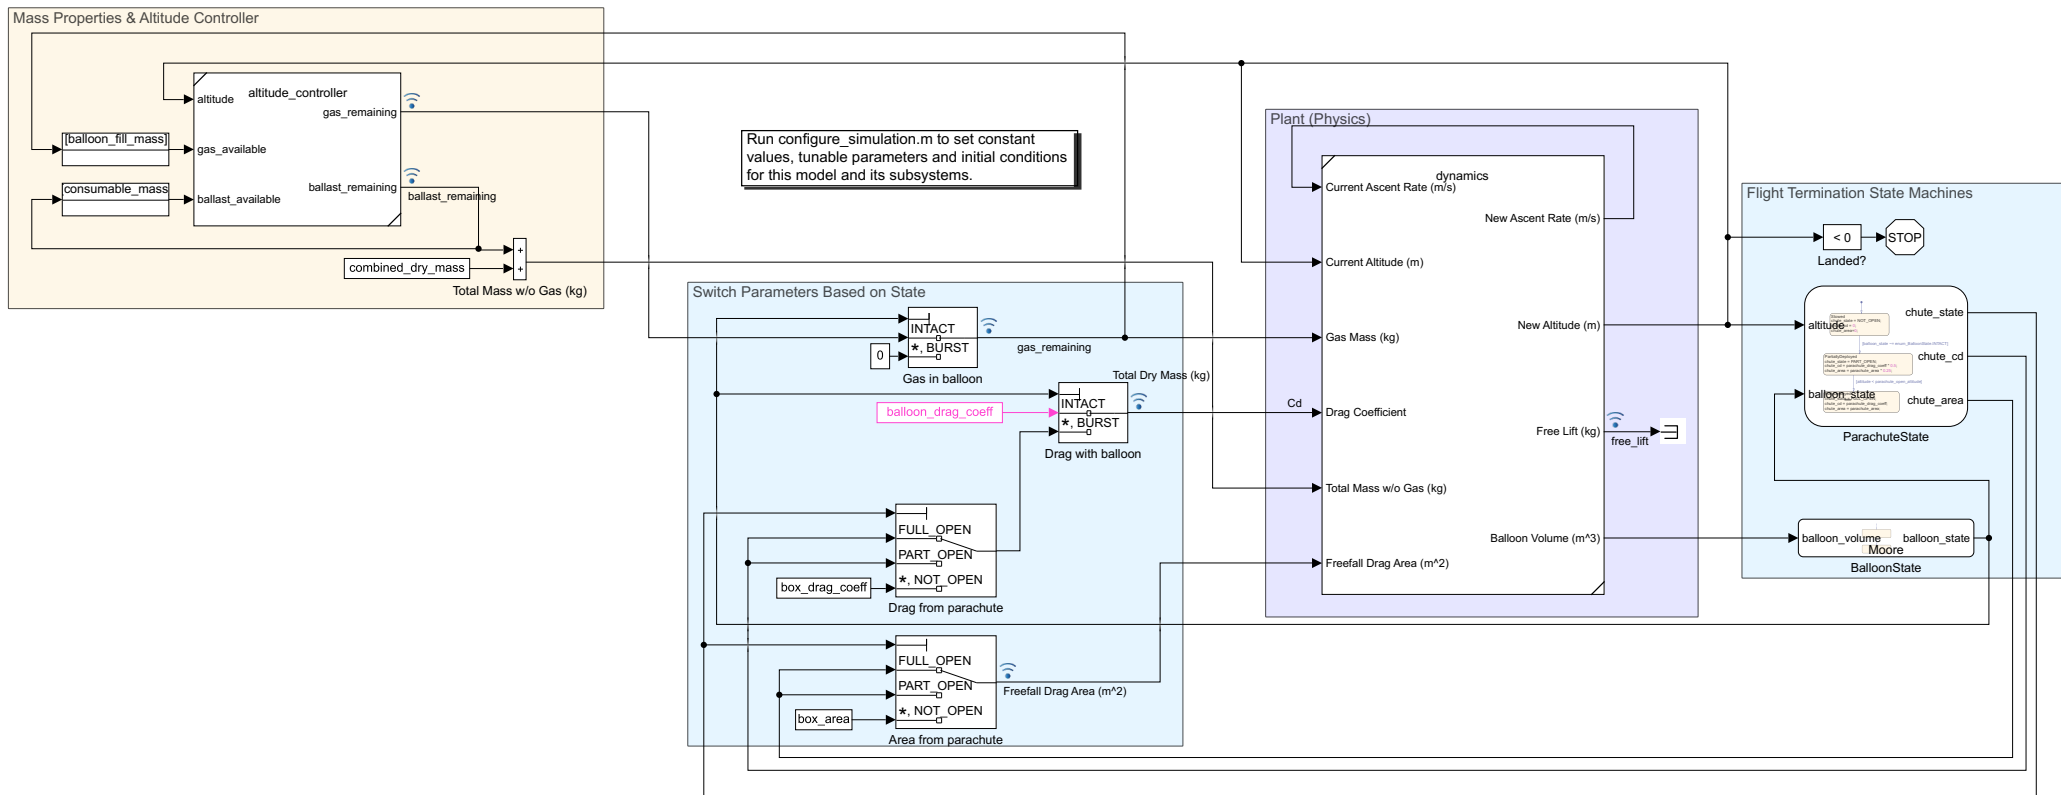 Mass Properties & Altitude Controller
altitude_controller
altitude
gas_remaining
[balloon_fill_mass]
gas_available
ballast_remaining
consumable_mass
ballast_available
ballast_remaining
combined_dry_mass
+
+
Total Mass w/o Gas (kg)
Run configure_simulation.m to set constant
values, tunable parameters and initial conditions
for this model and its subsystems.
Switch Parameters Based on State
INTACT
*, BURST
0
Gas in balloon
gas_remaining
Total Dry Mass (kg)
balloon_drag_coeff
INTACT
*, BURST
Drag with balloon
Cd
FULL_OPEN
PART_OPEN
*, NOT_OPEN
box_drag_coeff
Drag from parachute
FULL_OPEN
PART_OPEN
*, NOT_OPEN
box_area
Area from parachute
Freefall Drag Area (m^2)
Plant (Physics)
dynamics
Current Ascent Rate (m/s)
New Ascent Rate (m/s)
Current Altitude (m)
New Altitude (m)
Gas Mass (kg)
Drag Coefficient
Free Lift (kg)
free_lift
Total Mass w/o Gas (kg)
Balloon Volume (m^3)
Freefall Drag Area (m^2)
Flight Termination State Machines
< 0
STOP
Landed?
altitude
chute_state
chute_cd
balloon_state
chute_area
ParachuteState
balloon_volume
balloon_state
Moore
BalloonState